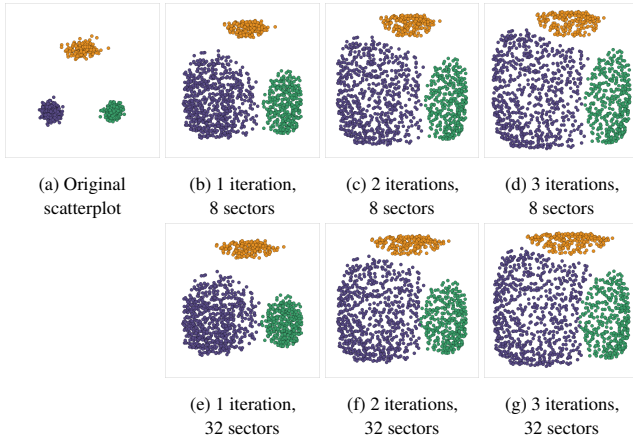 (a) Original
scatterplot
(b) 1 iteration,
8 sectors
(c) 2 iterations,
8 sectors
(d) 3 iterations,
8 sectors
(e) 1 iteration,
32 sectors
(f) 2 iterations,
32 sectors
(g) 3 iterations,
32 sectors